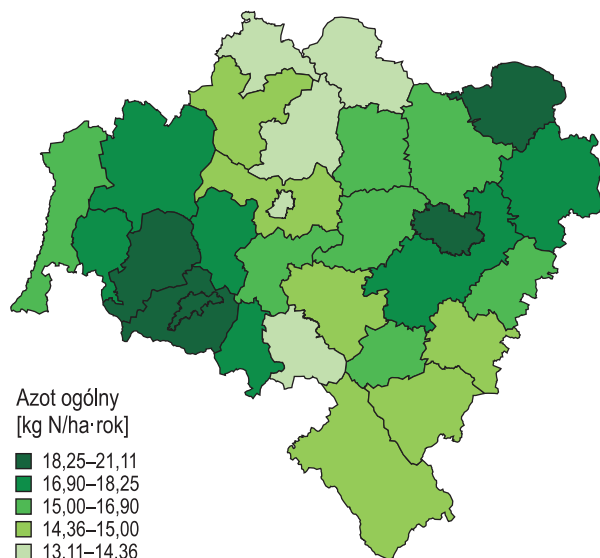 Azot ogólny
[kg N/ha·rok]
18,25–21,11
16,90–18,25
15,00–16,90
14,36–15,00
13,11–14,36